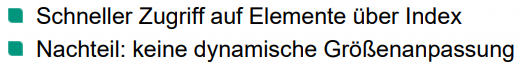 Schneller Zugriff auf Elemente über Index
Nachteil: keine dynamische Größenanpassung